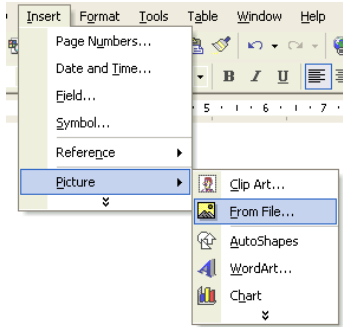 Insert Format Tools Table Window Help
Page Numbers...
Date and Time...
B I U
Field...
5 6 7
Symbol...
Reference
Picture
Clip Art...
From File...
AutoShapes
WordArt...
Chart